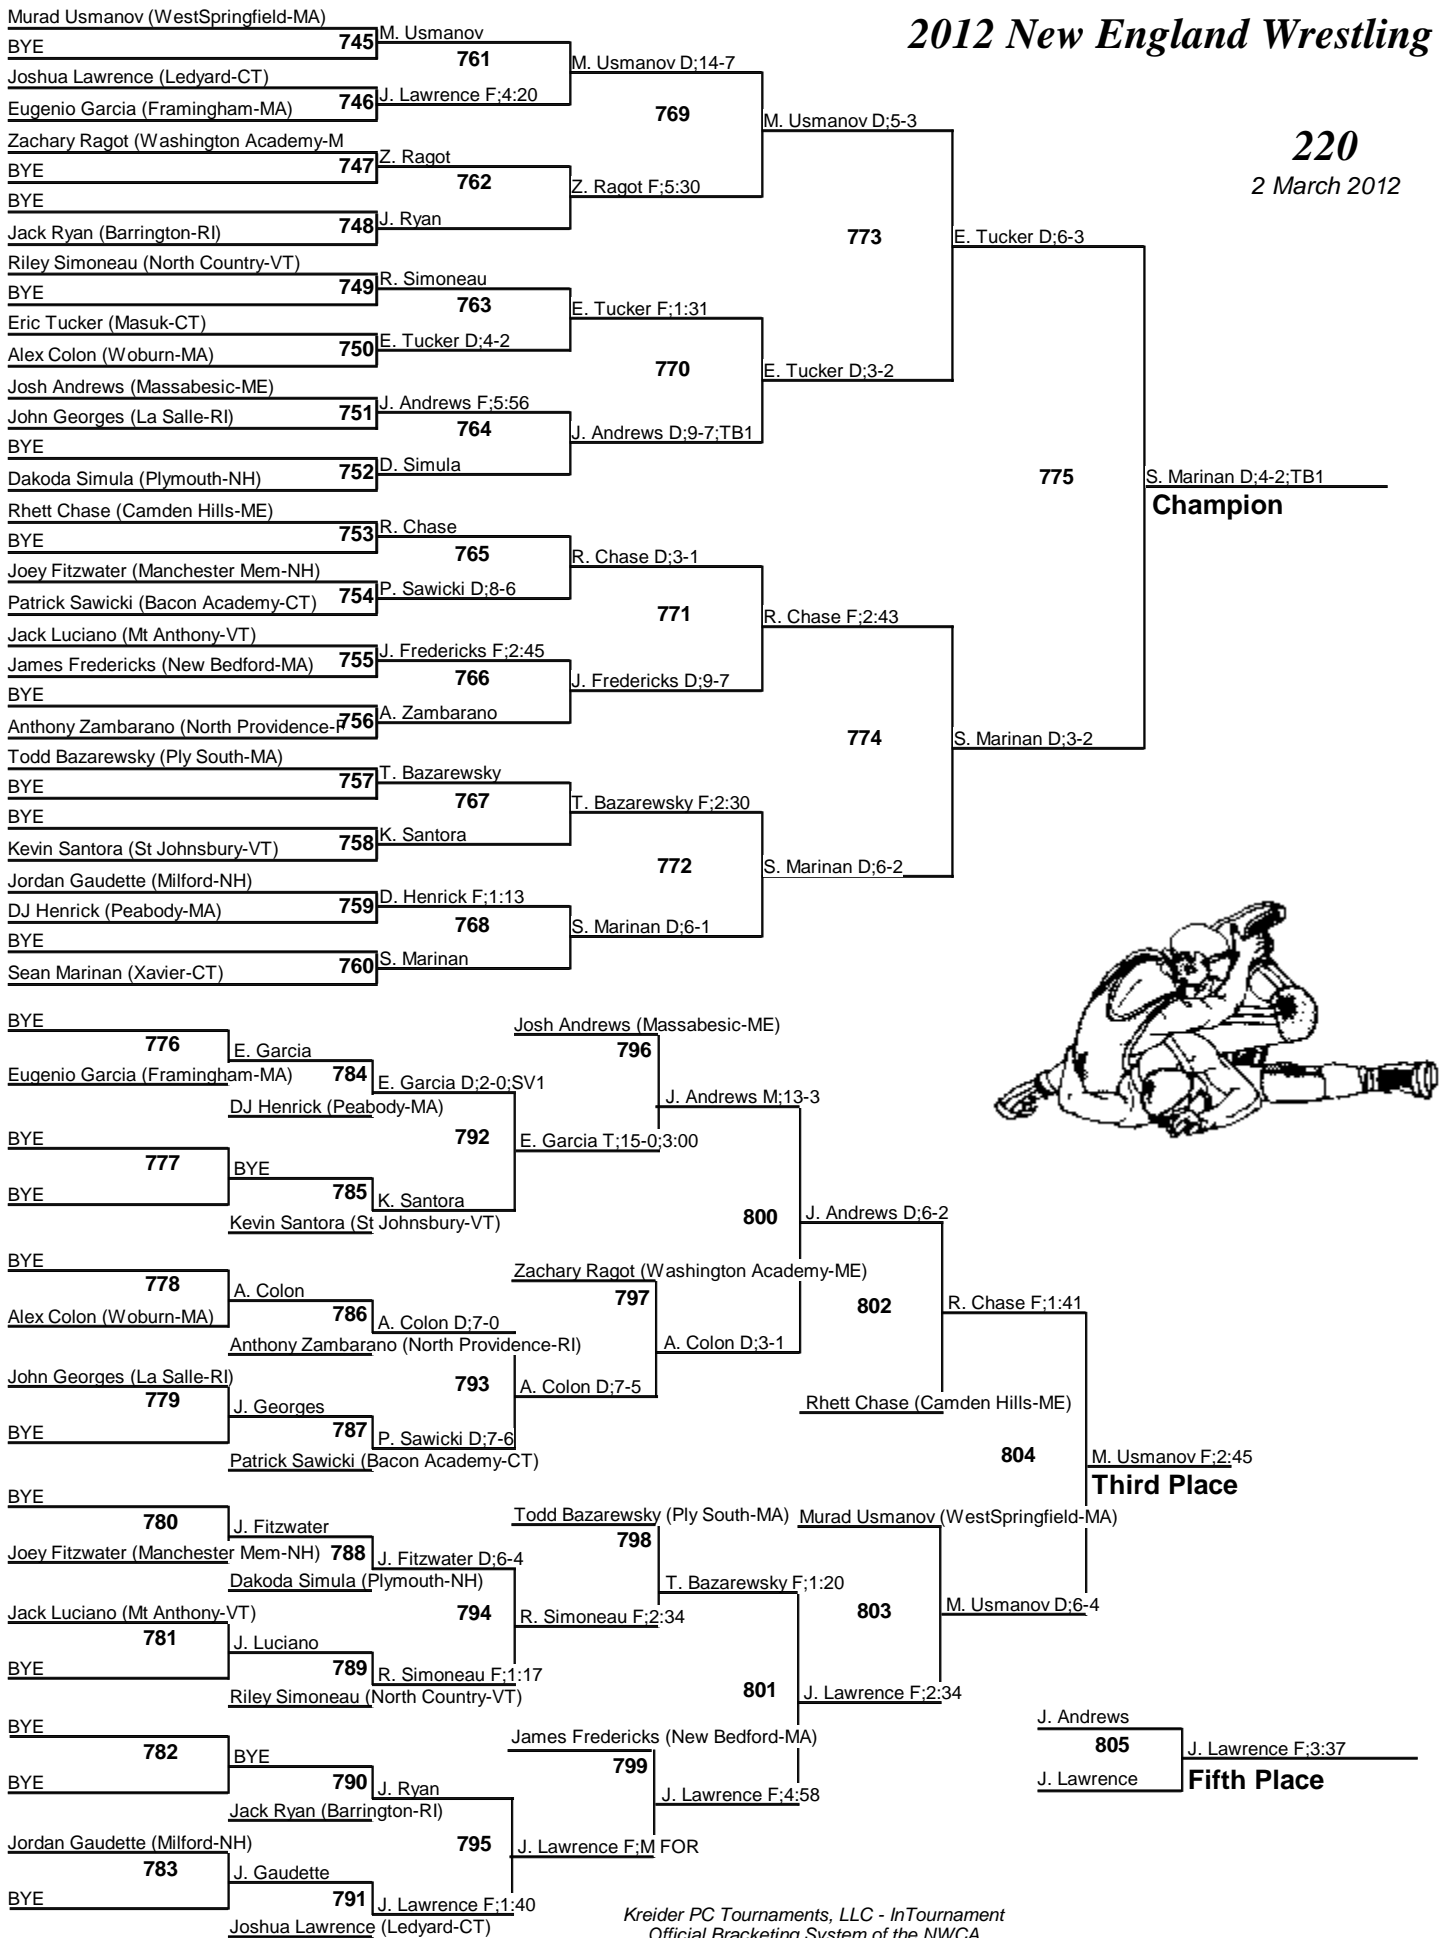 2012 New England Wrestling
220
2 March 2012
Murad Usmanov (WestSpringfield-MA)
BYE
745
M. Usmanov
761
Joshua Lawrence (Ledyard-CT)
Eugenio Garcia (Framingham-MA)
746
J. Lawrence F;4:20
M. Usmanov D;14-7
769
Zachary Ragot (Washington Academy-M
BYE
747
Z. Ragot
762
BYE
Jack Ryan (Barrington-RI)
748
J. Ryan
Z. Ragot F;5:30
M. Usmanov D;5-3
773
Riley Simoneau (North Country-VT)
BYE
749
R. Simoneau
763
Eric Tucker (Masuk-CT)
Alex Colon (Woburn-MA)
750
E. Tucker D;4-2
E. Tucker F;1:31
770
Josh Andrews (Massabesic-ME)
John Georges (La Salle-RI)
751
J. Andrews F;5:56
764
BYE
Dakoda Simula (Plymouth-NH)
752
D. Simula
J. Andrews D;9-7;TB1
E. Tucker D;3-2
E. Tucker D;6-3
775
S. Marinan D;4-2;TB1
Champion
Rhett Chase (Camden Hills-ME)
BYE
753
R. Chase
765
Joey Fitzwater (Manchester Mem-NH)
Patrick Sawicki (Bacon Academy-CT)
754
P. Sawicki D;8-6
R. Chase D;3-1
771
Jack Luciano (Mt Anthony-VT)
James Fredericks (New Bedford-MA)
755
J. Fredericks F;2:45
766
BYE
Anthony Zambarano (North Providence-R
756
A. Zambarano
J. Fredericks D;9-7
R. Chase F;2:43
774
Todd Bazarewsky (Ply South-MA)
BYE
757
T. Bazarewsky
767
BYE
Kevin Santora (St Johnsbury-VT)
758
K. Santora
T. Bazarewsky F;2:30
772
Jordan Gaudette (Milford-NH)
DJ Henrick (Peabody-MA)
759
D. Henrick F;1:13
768
BYE
Sean Marinan (Xavier-CT)
760
S. Marinan
S. Marinan D;6-1
S. Marinan D;6-2
S. Marinan D;3-2
BYE
776
Eugenio Garcia (Framingham-MA)
E. Garcia
784
DJ Henrick (Peabody-MA)
E. Garcia D;2-0;SV1
792
BYE
777
BYE
BYE
785
Kevin Santora (St Johnsbury-VT)
K. Santora
E. Garcia T;15-0;3:00
Josh Andrews (Massabesic-ME)
796
J. Andrews M;13-3
800
BYE
778
Alex Colon (Woburn-MA)
A. Colon
786
Anthony Zambarano (North Providence-RI)
A. Colon D;7-0
793
John Georges (La Salle-RI)
779
BYE
J. Georges
787
Patrick Sawicki (Bacon Academy-CT)
P. Sawicki D;7-6
A. Colon D;7-5
Zachary Ragot (Washington Academy-ME)
797
A. Colon D;3-1
J. Andrews D;6-2
802
Rhett Chase (Camden Hills-ME)
R. Chase F;1:41
804
M. Usmanov F;2:45
Third Place
BYE
780
Joey Fitzwater (Manchester Mem-NH)
J. Fitzwater
788
Dakoda Simula (Plymouth-NH)
J. Fitzwater D;6-4
794
Jack Luciano (Mt Anthony-VT)
781
BYE
J. Luciano
789
Riley Simoneau (North Country-VT)
R. Simoneau F;1:17
R. Simoneau F;2:34
Todd Bazarewsky (Ply South-MA)
798
T. Bazarewsky F;1:20
801
Murad Usmanov (WestSpringfield-MA)
803
M. Usmanov D;6-4
BYE
782
BYE
BYE
790
Jack Ryan (Barrington-RI)
J. Ryan
795
Jordan Gaudette (Milford-NH)
783
BYE
J. Gaudette
791
Joshua Lawrence (Ledyard-CT)
J. Lawrence F;1:40
J. Lawrence F;M FOR
James Fredericks (New Bedford-MA)
799
J. Lawrence F;4:58
J. Lawrence F;2:34
J. Andrews
805
J. Lawrence
J. Lawrence F;3:37
Fifth Place
Kreider PC Tournaments, LLC - InTournament
Official Bracketing System of the NWCA